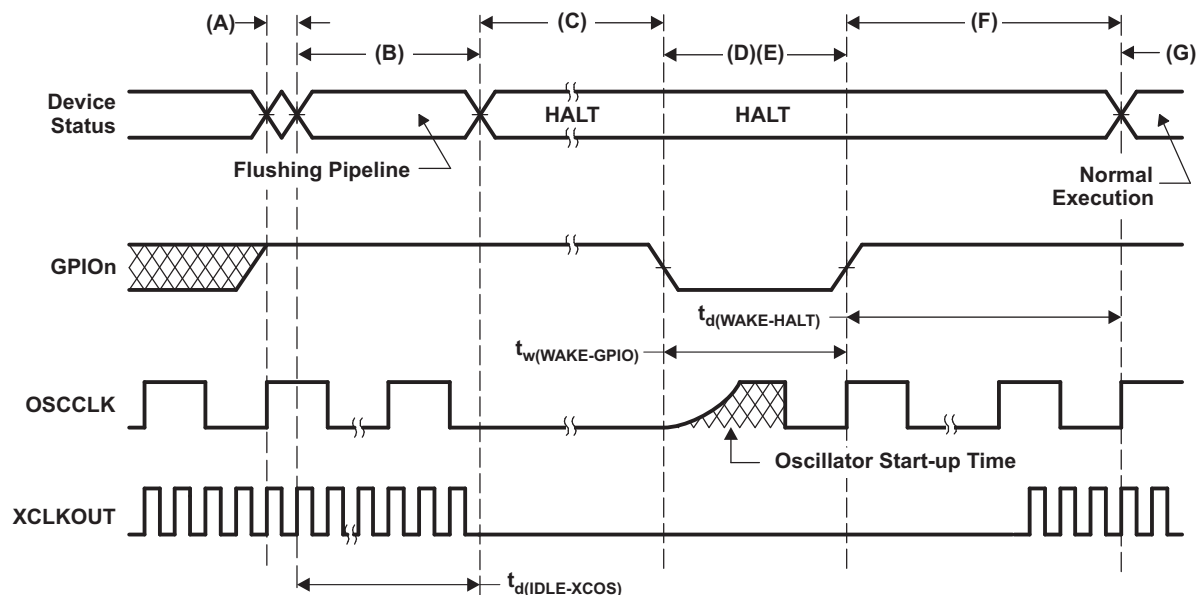 (A)
(B)
(C)
(D)(E)
(F)
(G)
Device
Status
HALT
HALT
Flushing Pipeline
Normal
Execution
GPIOn
td(WAKE-HALT)
tw(WAKE-GPIO)
OSCCLK
Oscillator Start-up Time
XCLKOUT
td(IDLE-XCOS)